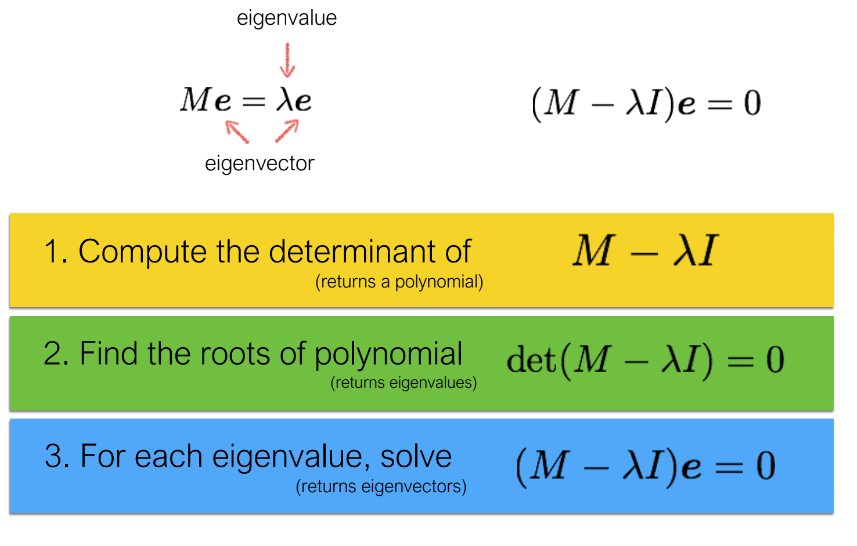 eigenvalue
Me = λe
(M − λI)e = 0
eigenvector
1. Compute the determinant of M − λI
(returns a polynomial)
2. Find the roots of polynomial det(M − λI) = 0
(returns eigenvalues)
3. For each eigenvalue, solve (M − λI)e = 0
(returns eigenvectors)